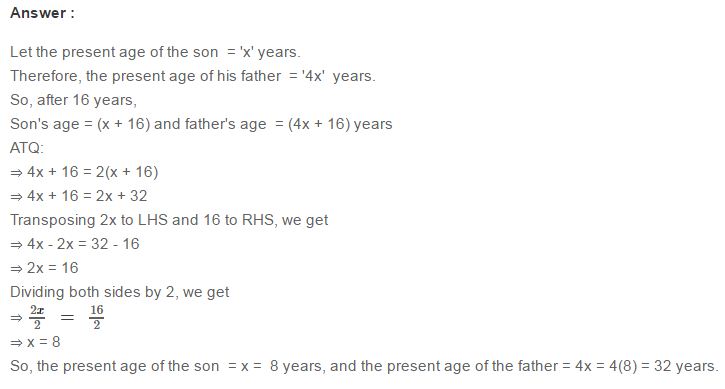 Answer :
Let the present age of the son = 'x' years.
Therefore, the present age of his father = '4x' years.
So, after 16 years,
Son's age = (x + 16) and father's age = (4x + 16) years
ATQ:
⇒ 4x + 16 = 2(x + 16)
⇒ 4x + 16 = 2x + 32
Transposing 2x to LHS and 16 to RHS, we get
⇒ 4x - 2x = 32 - 16
⇒ 2x = 16
Dividing both sides by 2, we get
⇒ 2x/2 = 16/2
⇒ x = 8
So, the present age of the son = x = 8 years, and the present age of the father = 4x = 4(8) = 32 years.